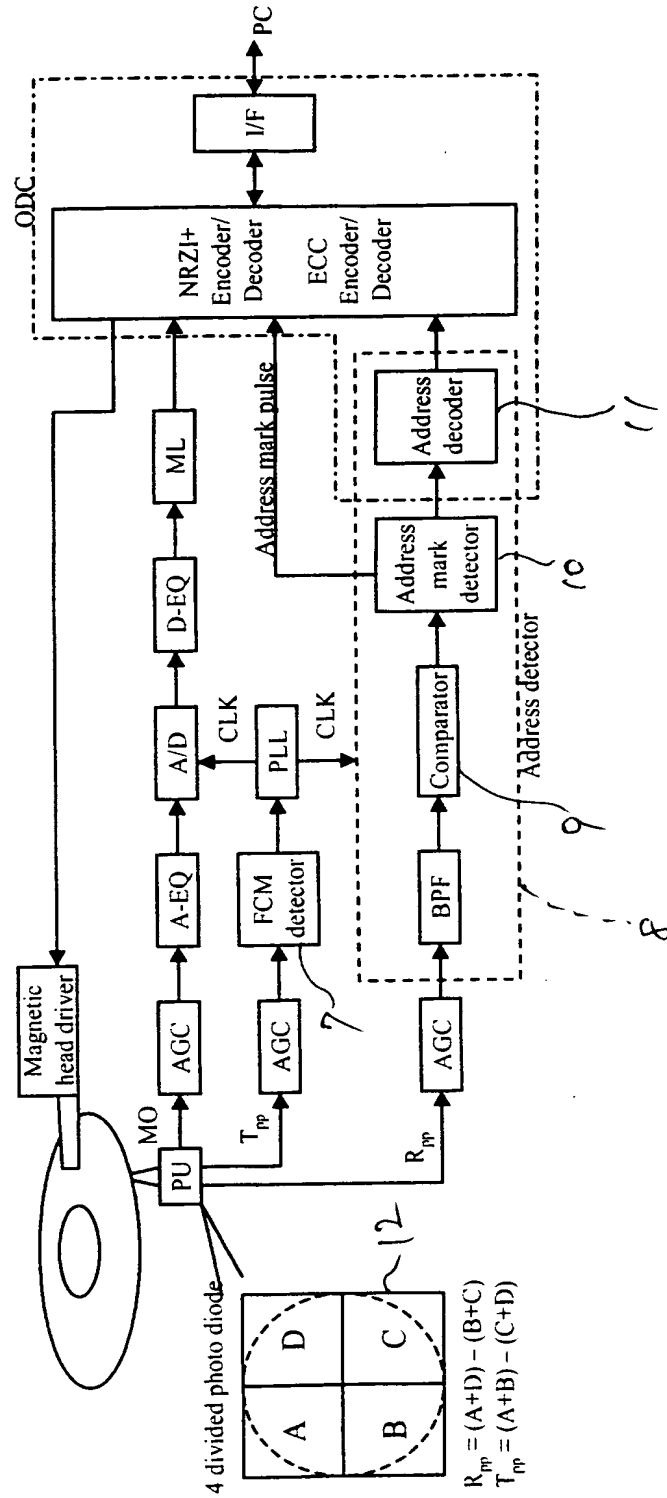 ODC
PC
I/F
NRZI+
Encoder/
Decoder
ECC
Encoder/
Decoder
Magnetic
head driver
MO
PU
AGC
A-EQ
A/D
D-EQ
ML
Address mark pulse
T_pp
AGC
FCM
detector
7
PLL
CLK
CLK
R_pp
AGC
BPF
Comparator
9
Address
mark
detector
10
Address
decoder
11
Address detector
8
4 divided photo diode
A
D
B
C
12
R_pp = (A+D) – (B+C)
T_pp = (A+B) – (C+D)